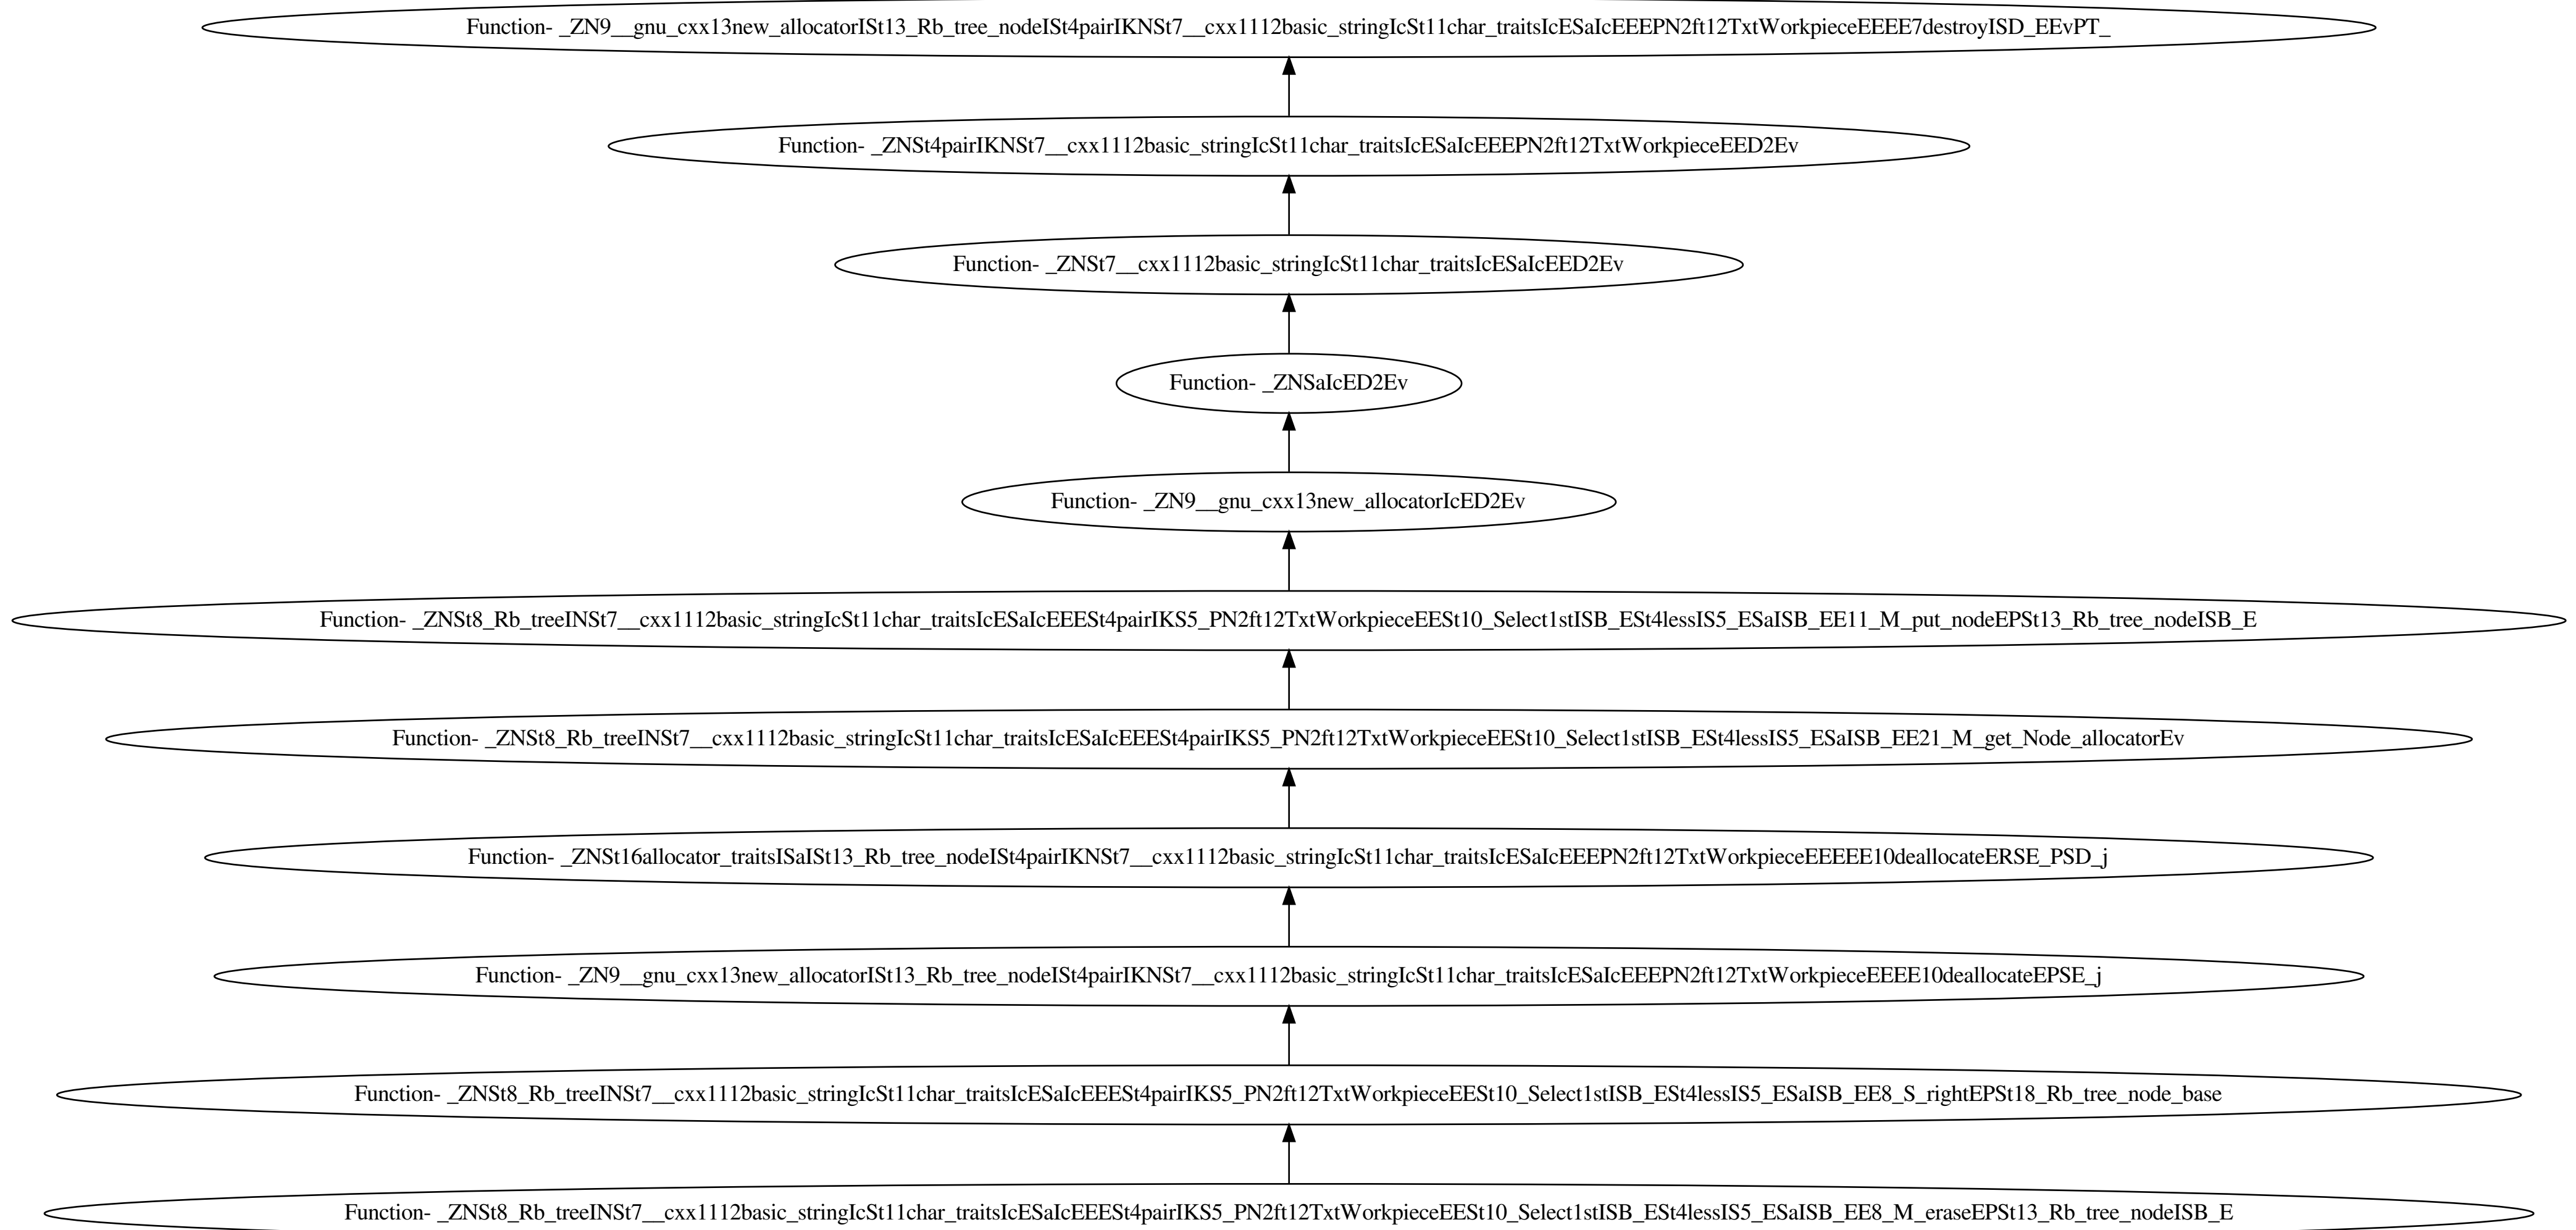 Function- _ZN9__gnu_cxx13new_allocatorISt13_Rb_tree_nodeISt4pairIKNSt7__cxx1112basic_stringIcSt11char_traitsIcESaIcEEEPN2ft12TxtWorkpieceEEEE7destroyISD_EEvPT_
Function- _ZNSt4pairIKNSt7__cxx1112basic_stringIcSt11char_traitsIcESaIcEEEPN2ft12TxtWorkpieceEED2Ev
Function- _ZNSt7__cxx1112basic_stringIcSt11char_traitsIcESaIcEED2Ev
Function- _ZNSaIcED2Ev
Function- _ZN9__gnu_cxx13new_allocatorIcED2Ev
Function- _ZNSt8_Rb_treeINSt7__cxx1112basic_stringIcSt11char_traitsIcESaIcEEESt4pairIKS5_PN2ft12TxtWorkpieceEESt10_Select1stISB_ESt4lessIS5_ESaISB_EE11_M_put_nodeEPSt13_Rb_tree_nodeISB_E
Function- _ZNSt8_Rb_treeINSt7__cxx1112basic_stringIcSt11char_traitsIcESaIcEEESt4pairIKS5_PN2ft12TxtWorkpieceEESt10_Select1stISB_ESt4lessIS5_ESaISB_EE21_M_get_Node_allocatorEv
Function- _ZNSt16allocator_traitsISaISt13_Rb_tree_nodeISt4pairIKNSt7__cxx1112basic_stringIcSt11char_traitsIcESaIcEEEPN2ft12TxtWorkpieceEEEEE10deallocateERSE_PSD_j
Function- _ZN9__gnu_cxx13new_allocatorISt13_Rb_tree_nodeISt4pairIKNSt7__cxx1112basic_stringIcSt11char_traitsIcESaIcEEEPN2ft12TxtWorkpieceEEEE10deallocateEPSE_j
Function- _ZNSt8_Rb_treeINSt7__cxx1112basic_stringIcSt11char_traitsIcESaIcEEESt4pairIKS5_PN2ft12TxtWorkpieceEESt10_Select1stISB_ESt4lessIS5_ESaISB_EE8_S_rightEPSt18_Rb_tree_node_base
Function- _ZNSt8_Rb_treeINSt7__cxx1112basic_stringIcSt11char_traitsIcESaIcEEESt4pairIKS5_PN2ft12TxtWorkpieceEESt10_Select1stISB_ESt4lessIS5_ESaISB_EE8_M_eraseEPSt13_Rb_tree_nodeISB_E